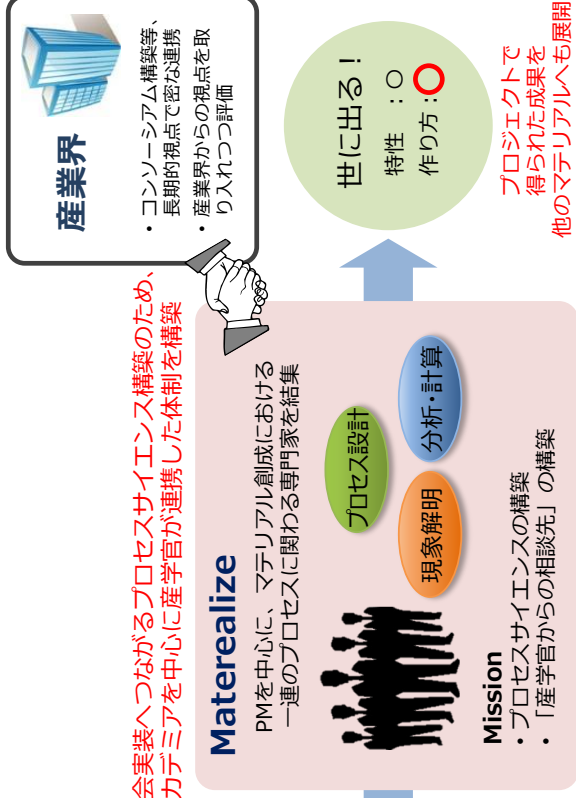 会実装へつながるプロセスサイエンス構築のため、
カデミアを中心に産学官が連携した体制を構築
Materealize
PMを中心に、マテリアル創成における
一連のプロセスに関わる専門家を結集
プロセス設計
現象解明
分析・計算
Mission
・プロセスサイエンスの構築
・「産学官からの相談先」の構築
産業界
・コンソーシアム構築等、
長期的視点で密な連携
・産業界からの視点を取
り入れつつ評価
世に出る！
特性 ：○
作り方：○
プロジェクトで
得られた成果を
他のマテリアルへも展開